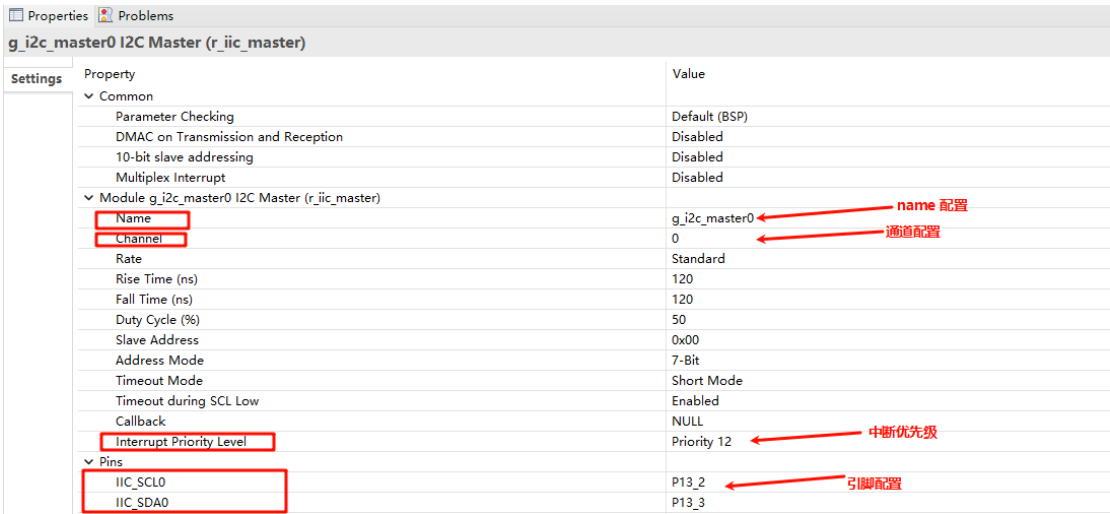 Properties Problems
g_i2c_master0 I2C Master (r_iic_master)
Settings
Property Value
Common
Parameter Checking Default (BSP)
DMAC on Transmission and Reception Disabled
10-bit slave addressing Disabled
Multiplex Interrupt Disabled
Module g_i2c_master0 I2C Master (r_iic_master)
Name g_i2c_master0 name 配置
Channel 0 通道配置
Rate Standard
Rise Time (ns) 120
Fall Time (ns) 120
Duty Cycle (%) 50
Slave Address 0x00
Address Mode 7-Bit
Timeout Mode Short Mode
Timeout during SCL Low Enabled
Callback NULL
Interrupt Priority Level Priority 12 中断优先级
Pins
IIC_SCL0 P13_2 引脚配置
IIC_SDA0 P13_3